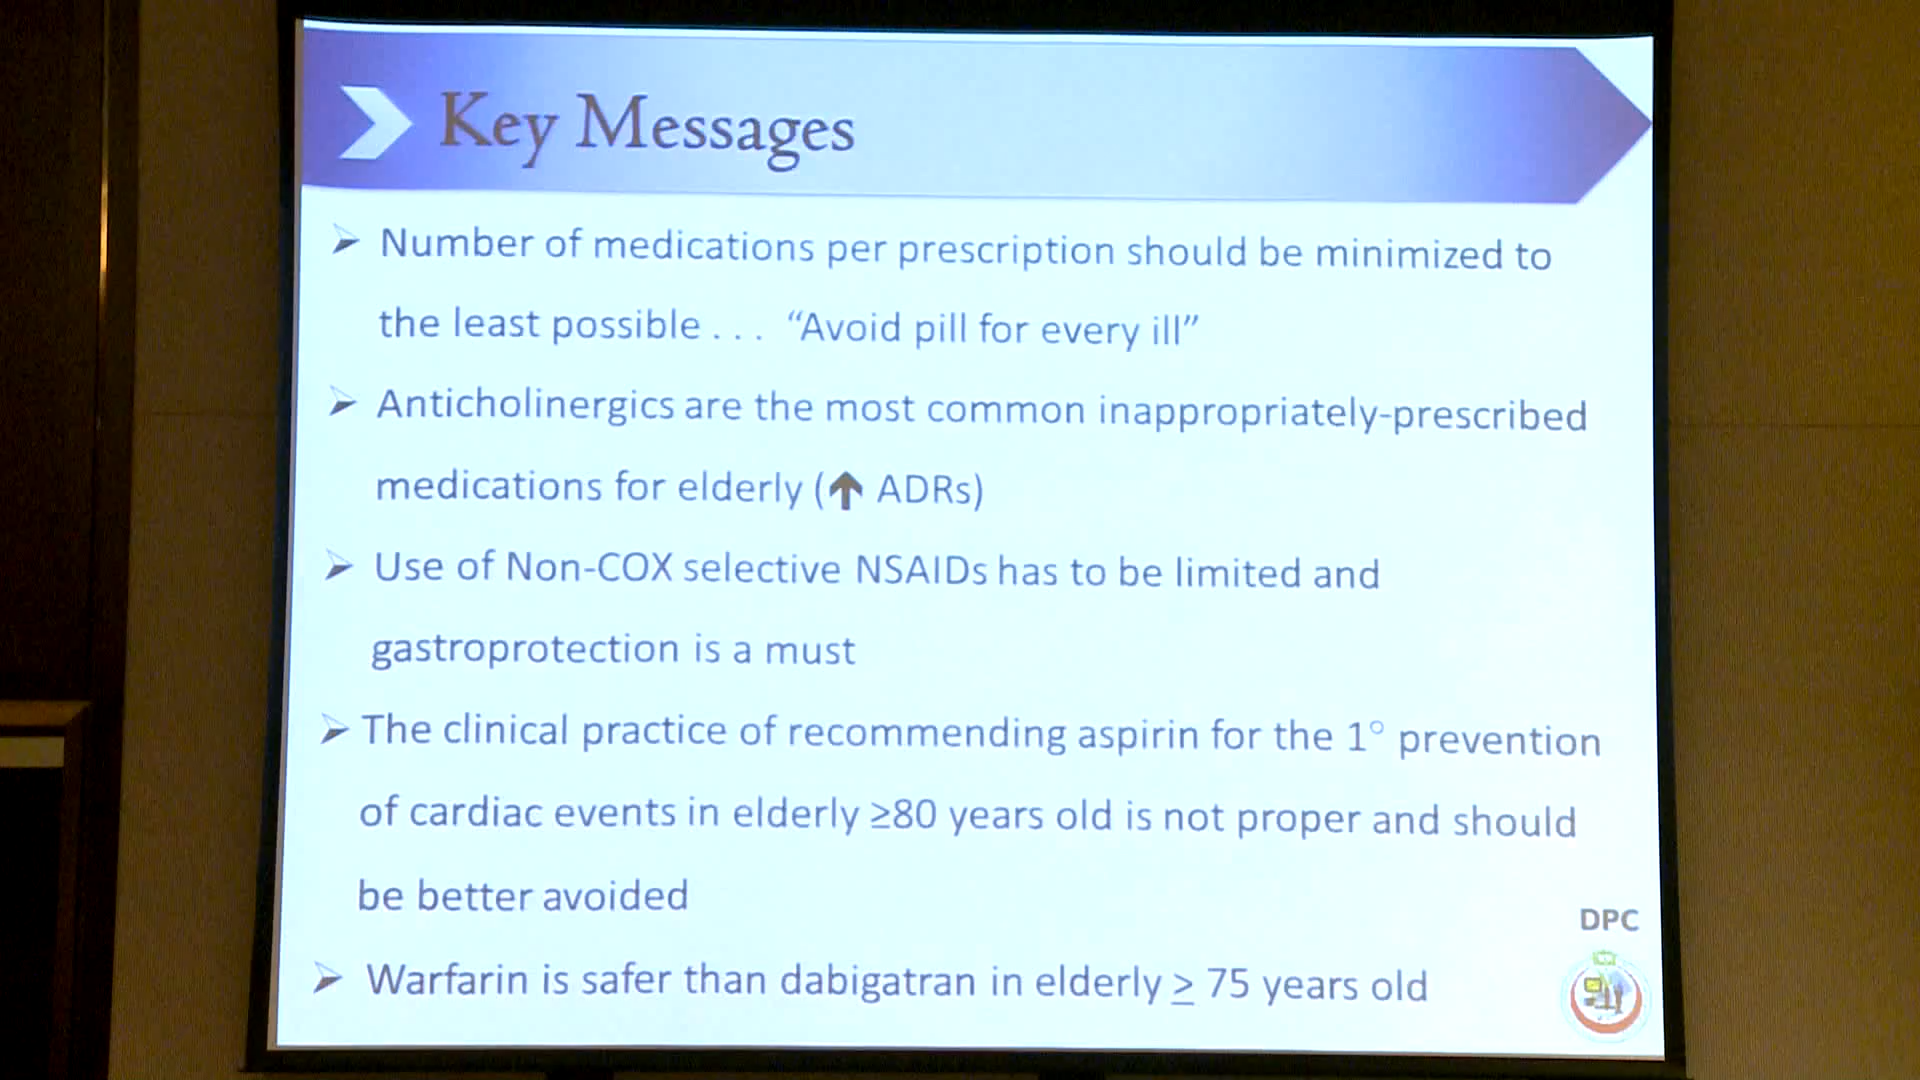 Key Messages
Number of medications per prescription should be minimized to
the least possible . . . “Avoid pill for every ill”
Anticholinergics are the most common inappropriately-prescribed
medications for elderly (↑ ADRs)
Use of Non-COX selective NSAIDs has to be limited and
gastroprotection is a must
The clinical practice of recommending aspirin for the 1° prevention
of cardiac events in elderly ≥80 years old is not proper and should
be better avoided
Warfarin is safer than dabigatran in elderly ≥ 75 years old
DPC